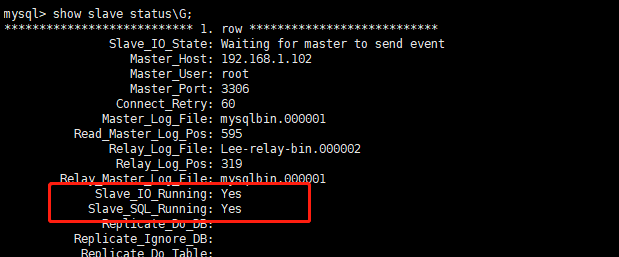 mysql> show slave status\G;
*************************** 1. row ***************************
Slave_IO_State: Waiting for master to send event
Master_Host: 192.168.1.102
Master_User: root
Master_Port: 3306
Connect_Retry: 60
Master_Log_File: mysqlbin.000001
Read_Master_Log_Pos: 595
Relay_Log_File: Lee-relay-bin.000002
Relay_Log_Pos: 319
Relay_Master_Log_File: mysqlbin.000001
Slave_IO_Running: Yes
Slave_SQL_Running: Yes
Replicate_Do_DB:
Replicate_Ignore_DB:
Replicate_Do_Table: